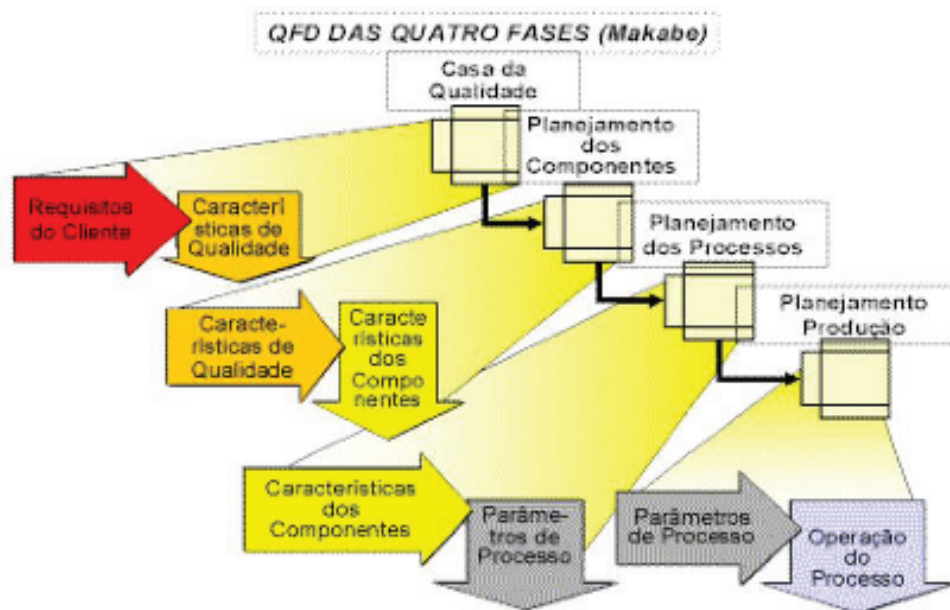 QFD DAS QUATRO FASES (Makabe)
Casa da
Qualidade
Planejamento
dos
Componentes
Planejamento
dos Processos
Planejamento
Produção
Requisitos
do Cliente
Caracterí
sticas de
Qualidade
Caracte-
rísticas de
Qualidade
Caracte
rísticas
dos
Compo
nentes
Características
dos
Componentes
Parâme-
tros de
Processo
Parâmetros
de Processo
Operação
do
Processo